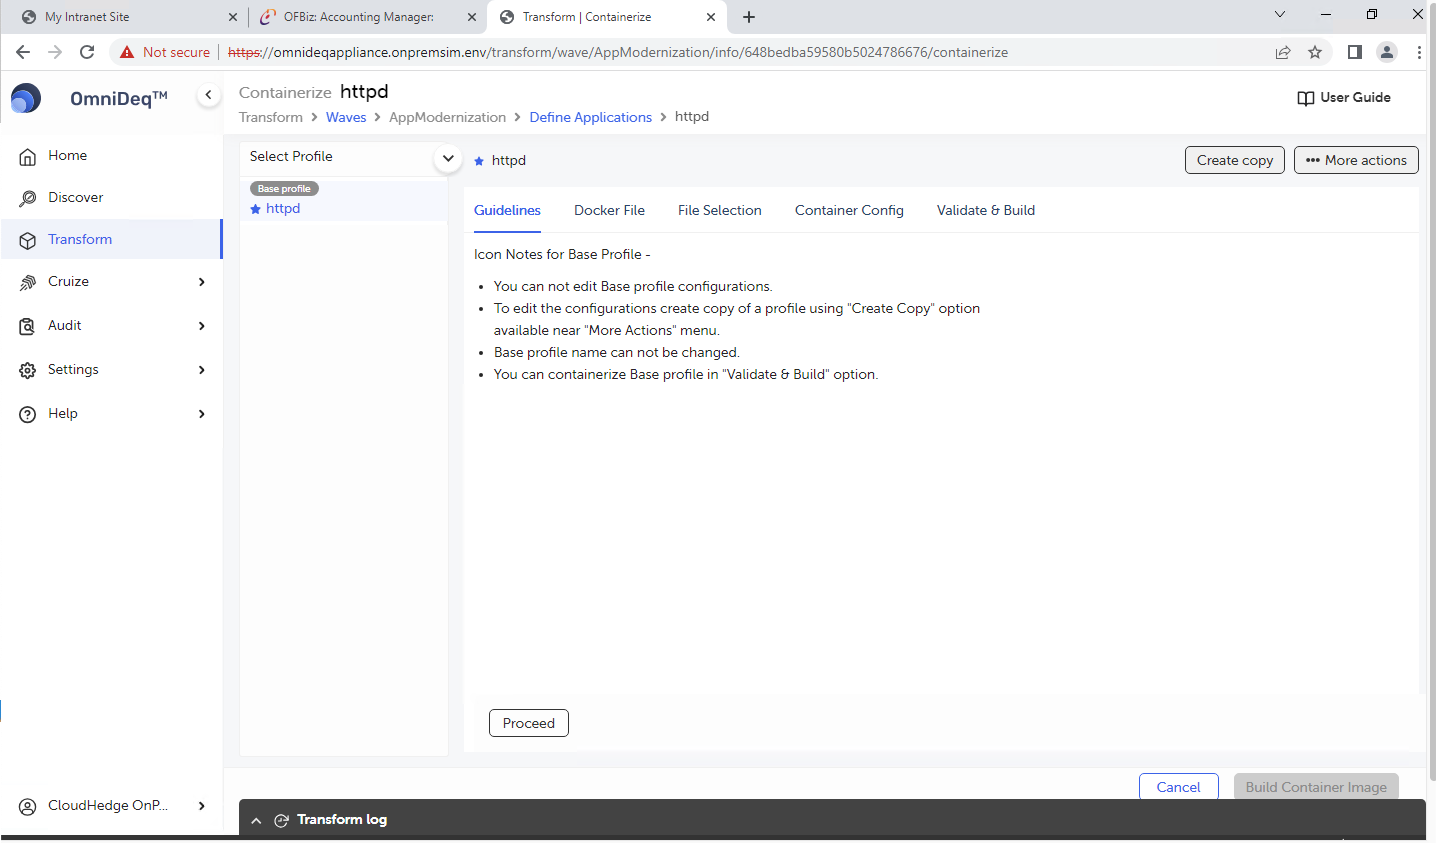 My Intranet Site
OFBiz: Accounting Manager:
Transform | Containerize
Not secure
https://omnideqappliance.onpremsim.env/transform/wave/AppModernization/info/648bedba59580b5024786676/containerize
OmniDeq™
Containerize httpd
Transform > Waves > AppModernization > Define Applications > httpd
User Guide
Home
Discover
Transform
Cruize
Audit
Settings
Help
CloudHedge OnP...
Select Profile
Base profile
httpd
httpd
Create copy
••• More actions
Guidelines
Docker File
File Selection
Container Config
Validate & Build
Icon Notes for Base Profile -
• You can not edit Base profile configurations.
• To edit the configurations create copy of a profile using "Create Copy" option
available near "More Actions" menu.
• Base profile name can not be changed.
• You can containerize Base profile in "Validate & Build" option.
Proceed
Cancel
Build Container Image
Transform log